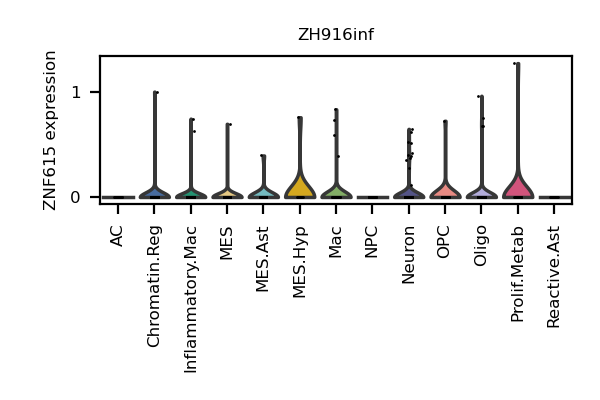 ZH916inf
ZNF615 expression
1
0
AC
Chromatin.Reg
Inflammatory.Mac
MES
MES.Ast
MES.Hyp
Mac
NPC
Neuron
OPC
Oligo
Prolif.Metab
Reactive.Ast